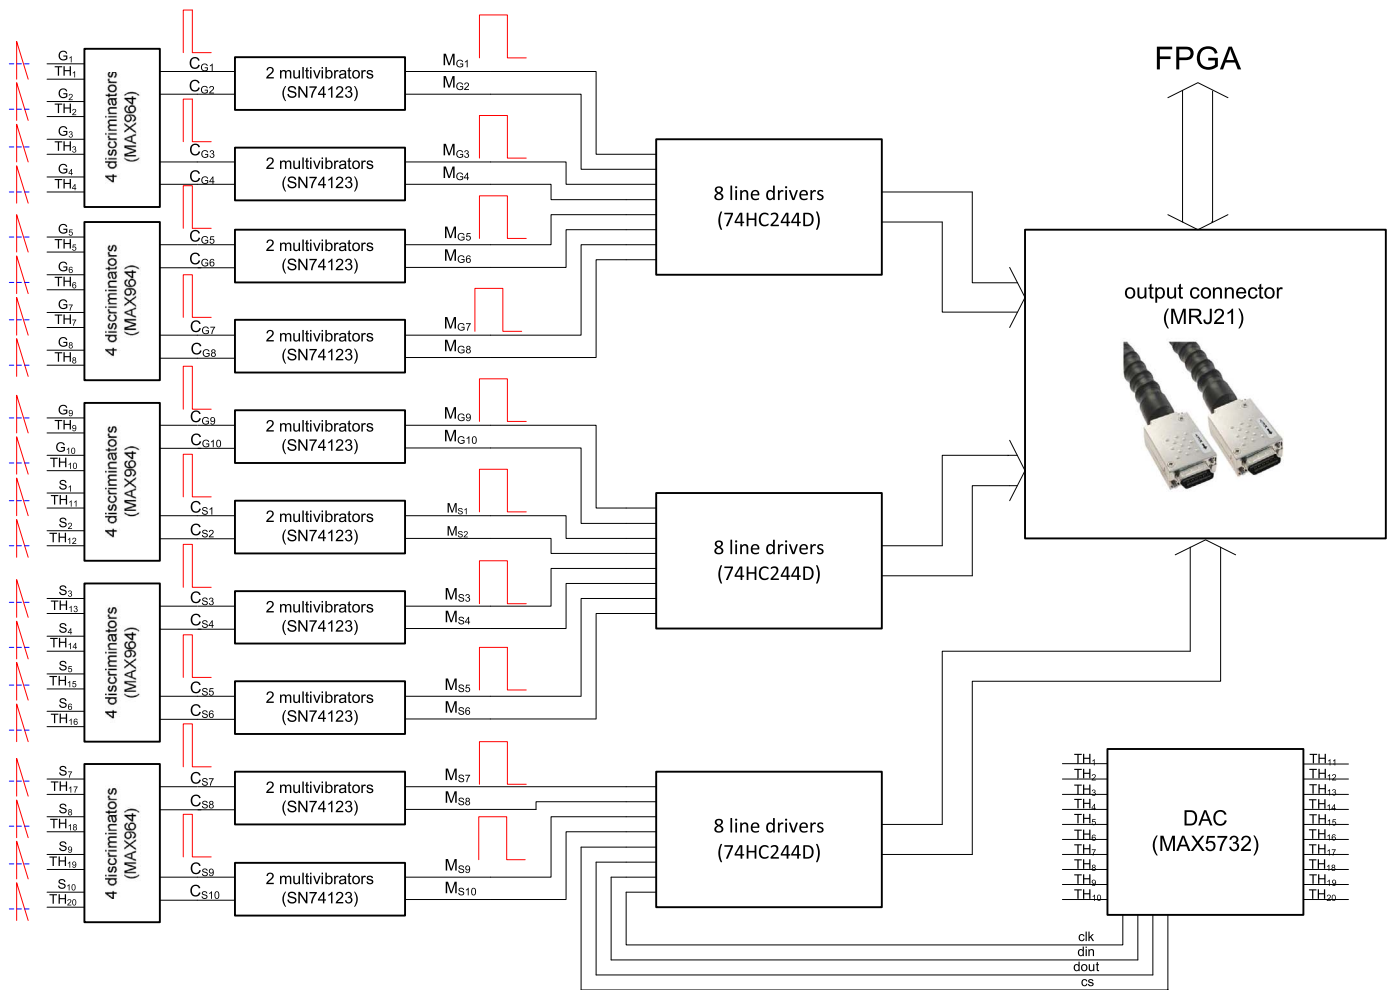 G1
TH1
G2
TH2
G3
TH3
G4
TH4
4 discriminators
(MAX964)
CG1
CG2
2 multivibrators
(SN74123)
MG1
MG2
CG3
CG4
2 multivibrators
(SN74123)
MG3
MG4
G5
TH5
G6
TH6
G7
TH7
G8
TH8
4 discriminators
(MAX964)
CG5
CG6
2 multivibrators
(SN74123)
MG5
MG6
CG7
CG8
2 multivibrators
(SN74123)
MG7
MG8
8 line drivers
(74HC244D)
G9
TH9
G10
TH10
S1
TH11
S2
TH12
4 discriminators
(MAX964)
CG9
CG10
2 multivibrators
(SN74123)
MG9
MG10
CS1
CS2
2 multivibrators
(SN74123)
MS1
MS2
S3
TH13
S4
TH14
S5
TH15
S6
TH16
4 discriminators
(MAX964)
CS3
CS4
2 multivibrators
(SN74123)
MS3
MS4
CS5
CS6
2 multivibrators
(SN74123)
MS5
MS6
8 line drivers
(74HC244D)
S7
TH17
S8
TH18
S9
TH19
S10
TH20
4 discriminators
(MAX964)
CS7
CS8
2 multivibrators
(SN74123)
MS7
MS8
CS9
CS10
2 multivibrators
(SN74123)
MS9
MS10
8 line drivers
(74HC244D)
FPGA
output connector
(MRJ21)
TH1
TH2
TH3
TH4
TH5
TH6
TH7
TH8
TH9
TH10
DAC
(MAX5732)
TH11
TH12
TH13
TH14
TH15
TH16
TH17
TH18
TH19
TH20
clk
din
dout
cs